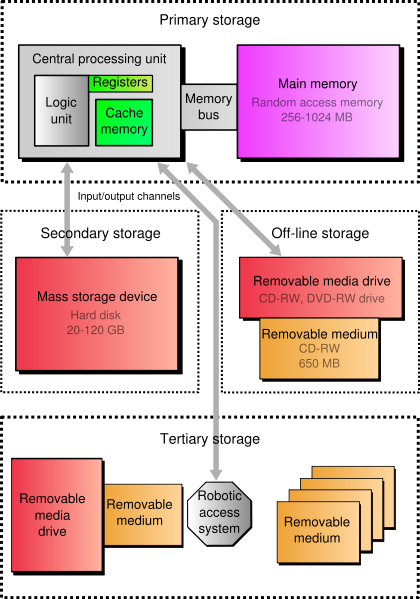 Primary storage
Central processing unit
Registers
Logic
unit
Cache
memory
Memory
bus
Main memory
Random access memory
256-1024 MB
Input/output channels
Secondary storage
Mass storage device
Hard disk
20-120 GB
Off-line storage
Removable media drive
CD-RW, DVD-RW drive
Removable medium
CD-RW
650 MB
Tertiary storage
Removable
media
drive
Removable
medium
Robotic
access
system
Removable
medium